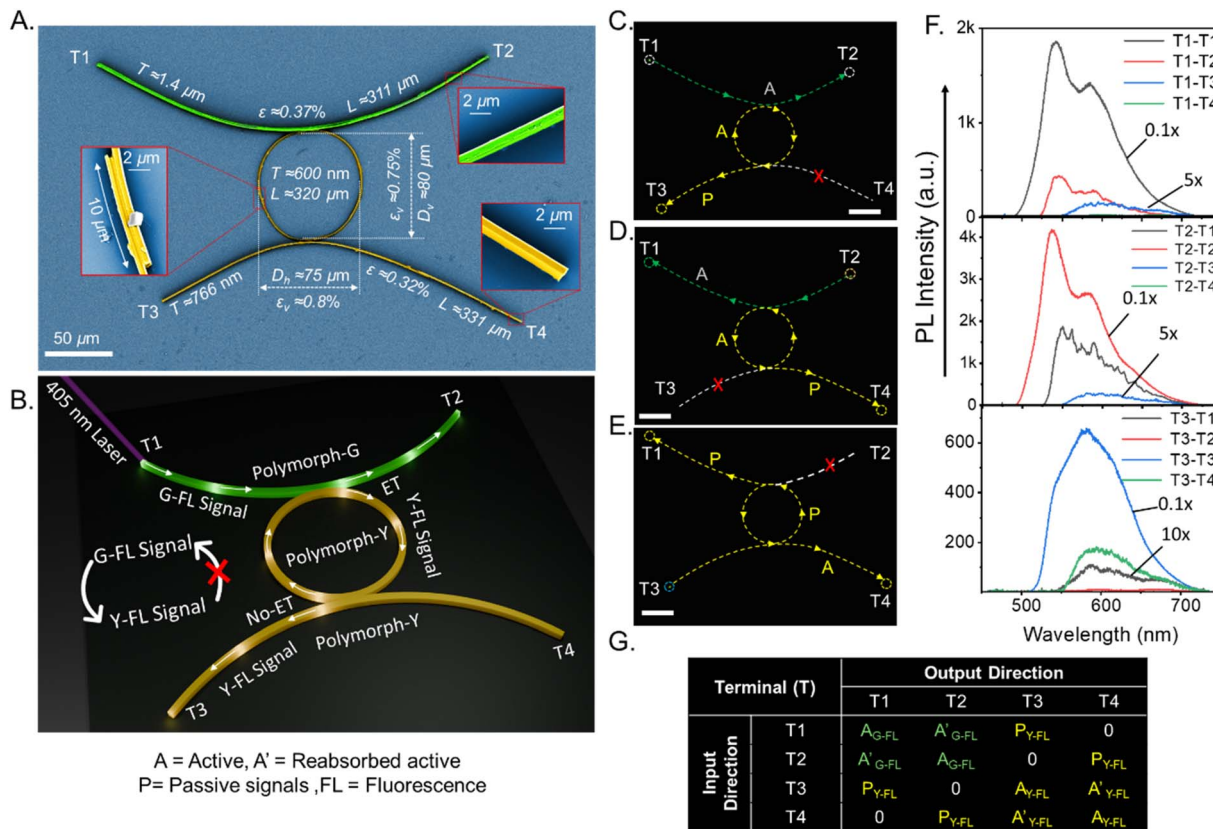 A.
T1
T2
T ≈1.4 µm
ε ≈0.37%
L ≈311 µm
2 µm
2 µm
10 µm
T ≈600 nm
L ≈320 µm
εv ≈0.75%
Dv ≈80 µm
2 µm
Dh ≈75 µm
εv ≈0.8%
T3
T ≈766 nm
ε ≈0.32%
L ≈331 µm
T4
50 µm
B.
405 nm Laser
T1
T2
Polymorph-G
G-FL Signal
ET
Y-FL Signal
G-FL Signal
Y-FL Signal
Polymorph-Y
No-ET
Y-FL Signal
Polymorph-Y
T3
T4
A = Active, A’ = Reabsorbed active
P= Passive signals ,FL = Fluorescence
C.
T1
T2
A
A
X
T3
P
T4
D.
T1
T2
A
A
T3
X
P
T4
E.
T1
P
X
T2
P
T3
A
T4
F.
PL Intensity (a.u.)
2k
1k
0
T1-T1
T1-T2
T1-T3
T1-T4
0.1x
5x
4k
3k
2k
1k
0
T2-T1
T2-T2
T2-T3
T2-T4
0.1x
5x
600
400
200
T3-T1
T3-T2
T3-T3
T3-T4
0.1x
10x
500 600 700
Wavelength (nm)
G.
Terminal (T) Output Direction
T1 T2 T3 T4
Input Direction
T1 AG-FL A’G-FL PY-FL 0
T2 A’G-FL AG-FL 0 PY-FL
T3 PY-FL 0 AY-FL A’Y-FL
T4 0 PY-FL A’Y-FL AY-FL